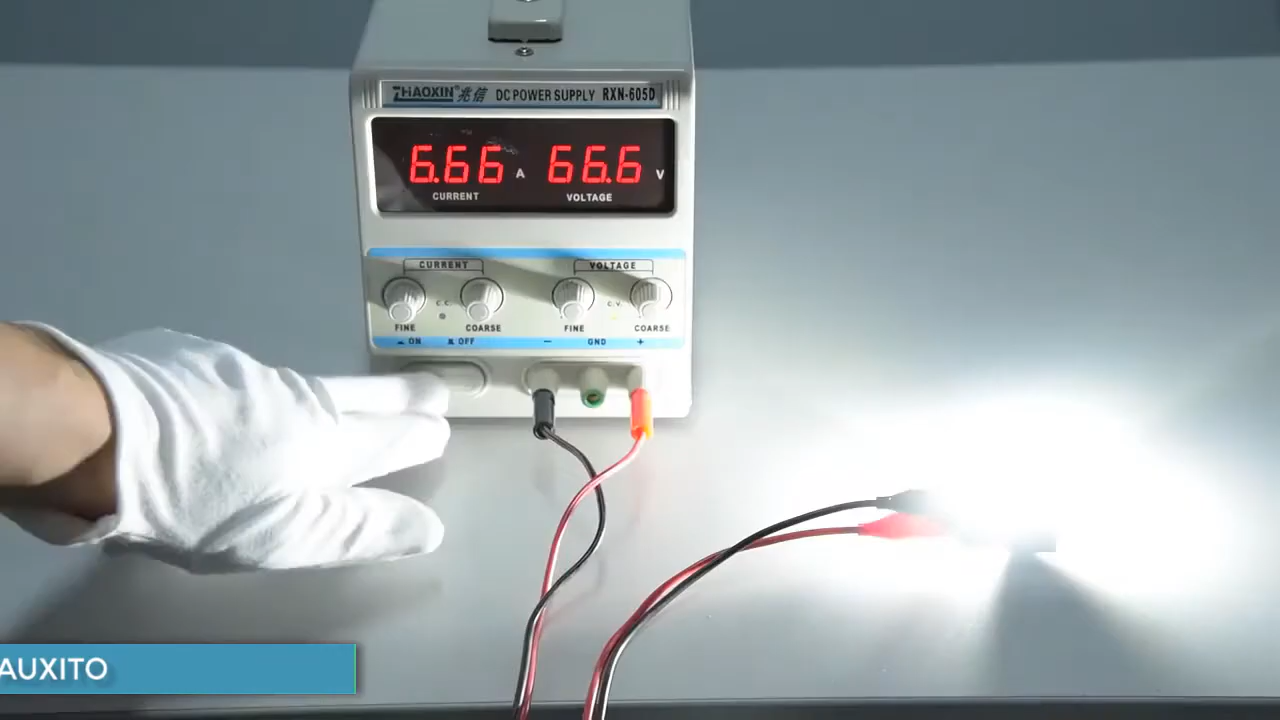 ZHAOXIN® 兆信 DC POWER SUPPLY RXN-605D
6.66 A 66.6 V
CURRENT VOLTAGE
CURRENT VOLTAGE
C.C. C.V.
FINE COARSE FINE COARSE
ON OFF − GND +
AUXITO